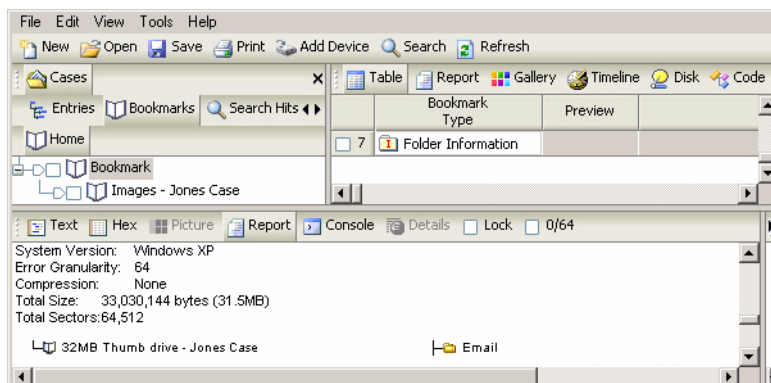 File Edit View Tools Help
New Open Save Print Add Device Search Refresh
Cases
Table Report Gallery Timeline Disk Code
Entries Bookmarks Search Hits
Home
Bookmark Type
Preview
7 Folder Information
Bookmark
Images - Jones Case
Text Hex Picture Report Console Details Lock 0/64
System Version: Windows XP
Error Granularity: 64
Compression: None
Total Size: 33,030,144 bytes (31.5MB)
Total Sectors:64,512
32MB Thumb drive - Jones Case
Email